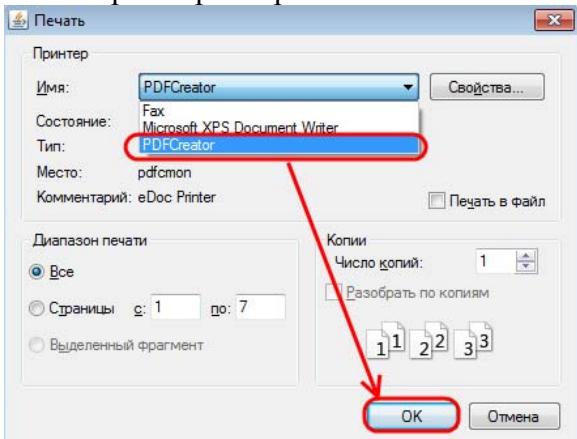 Печать
Принтер
Имя: PDFCreator Свойства...
Fax
Состояние: Microsoft XPS Document Writer
Тип: PDFCreator
Место: pdfcmon
Комментарий: eDoc Printer Печать в файл
Диапазон печати Копии
Все Число копий: 1
Разобрать по копиям
Страницы с: 1 по: 7
Выделенный фрагмент 1 1 2 2 3 3
OK Отмена